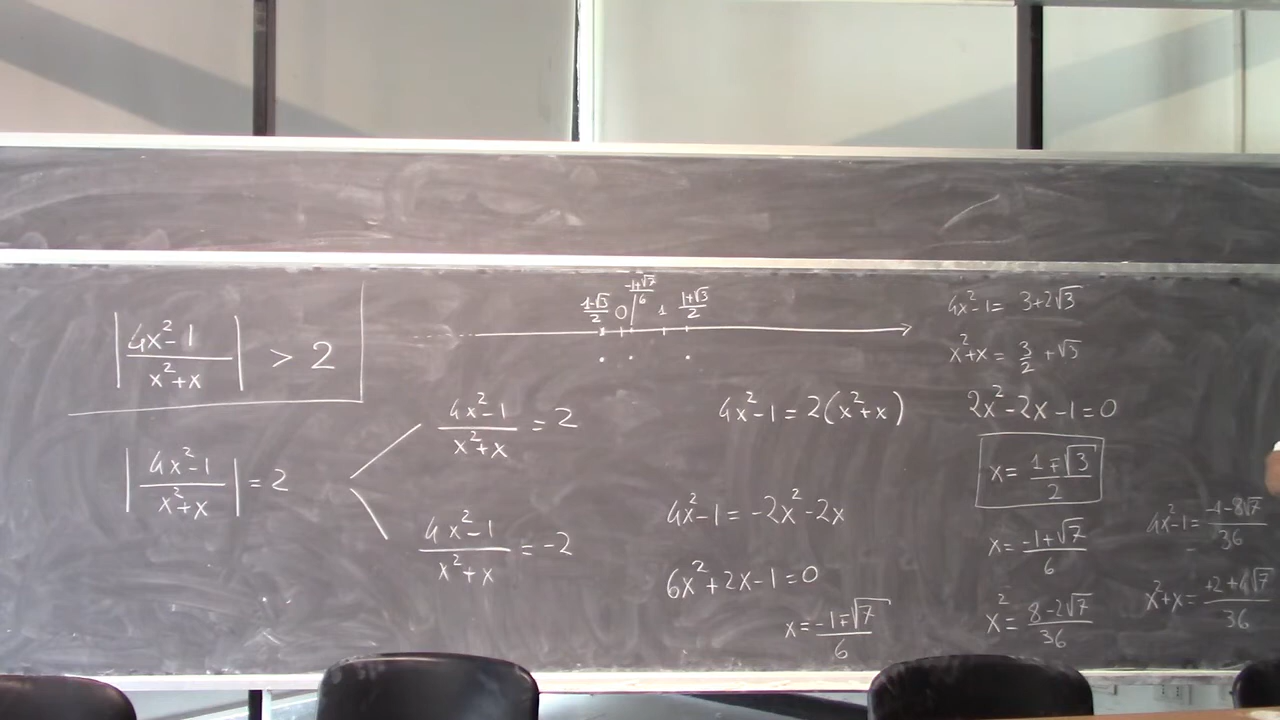 |4x²-1 / x²+x| > 2
|4x²-1 / x²+x| = 2
4x²-1 / x²+x = 2
4x²-1 / x²+x = -2
1-√3 / 2   0   -1+√7 / 6   1   1+√3 / 2
4x²-1 = 2(x²+x)
4x²-1 = -2x²-2x
6x²+2x-1=0
x = -1∓√7 / 6
4x²-1 = 3+2√3
x²+x = 3/2 + √3
2x²-2x-1=0
x = 1∓√3 / 2
x = -1+√7 / 6
x² = 8-2√7 / 36
4x²-1 = -4-8√7 / 36
x²+x = +2+4√7 / 36